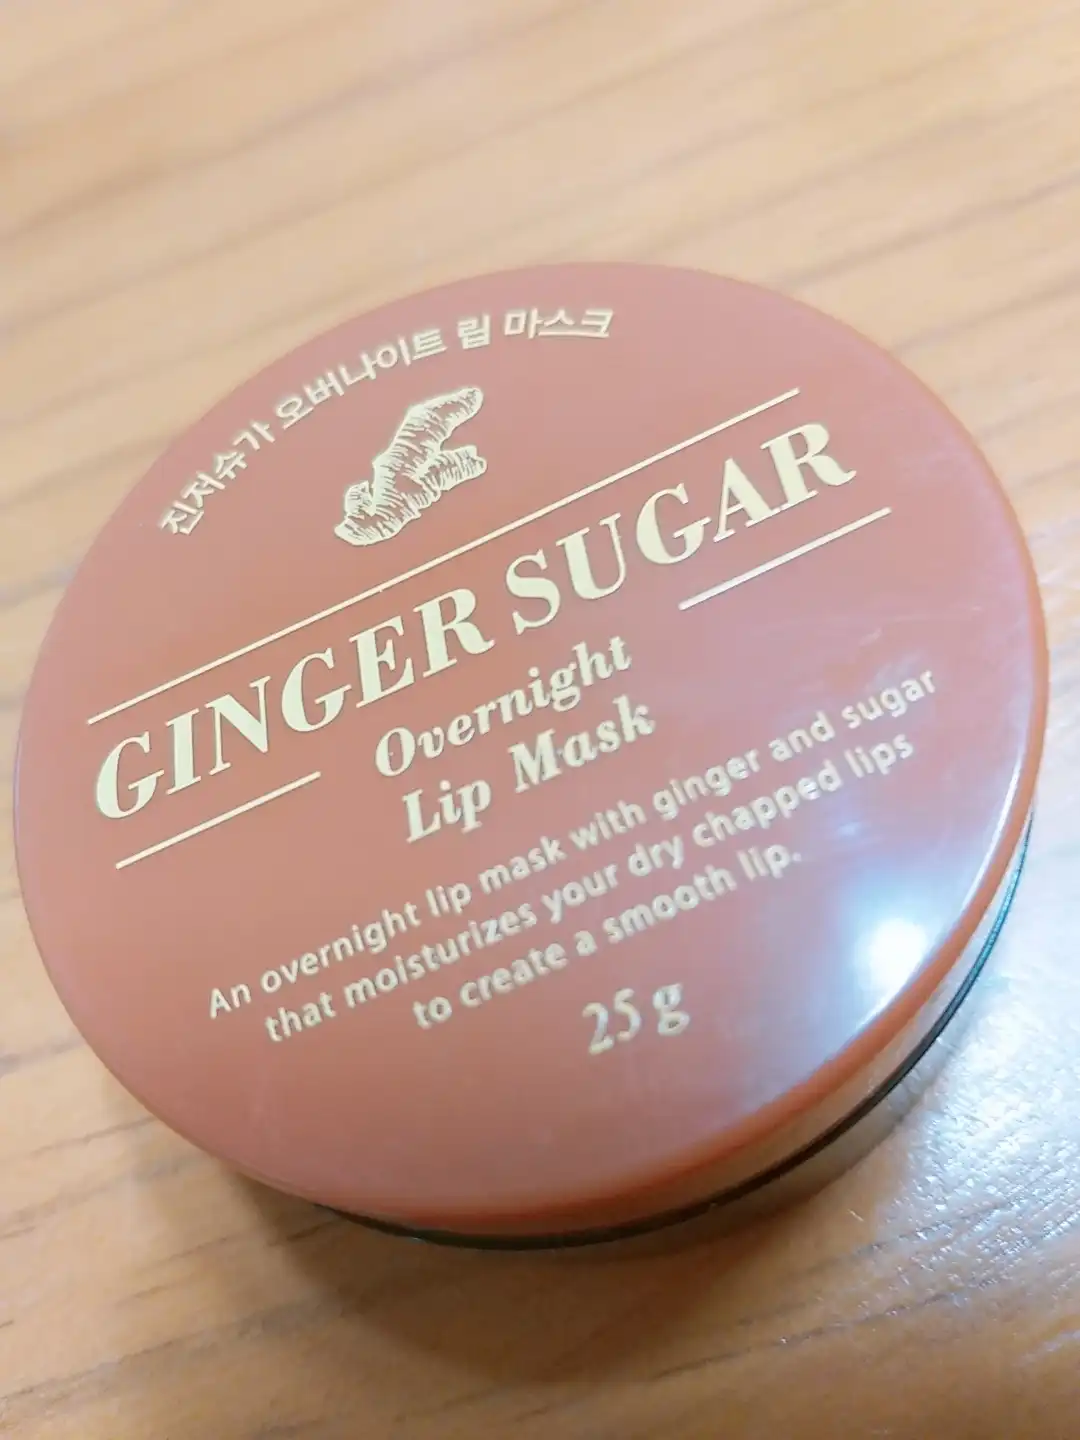 진저슈가 오버나이트 립 마스크
GINGER SUGAR
Overnight
Lip Mask
An overnight lip mask with ginger and sugar
that moisturizes your dry chapped lips
to create a smooth lip.
25 g